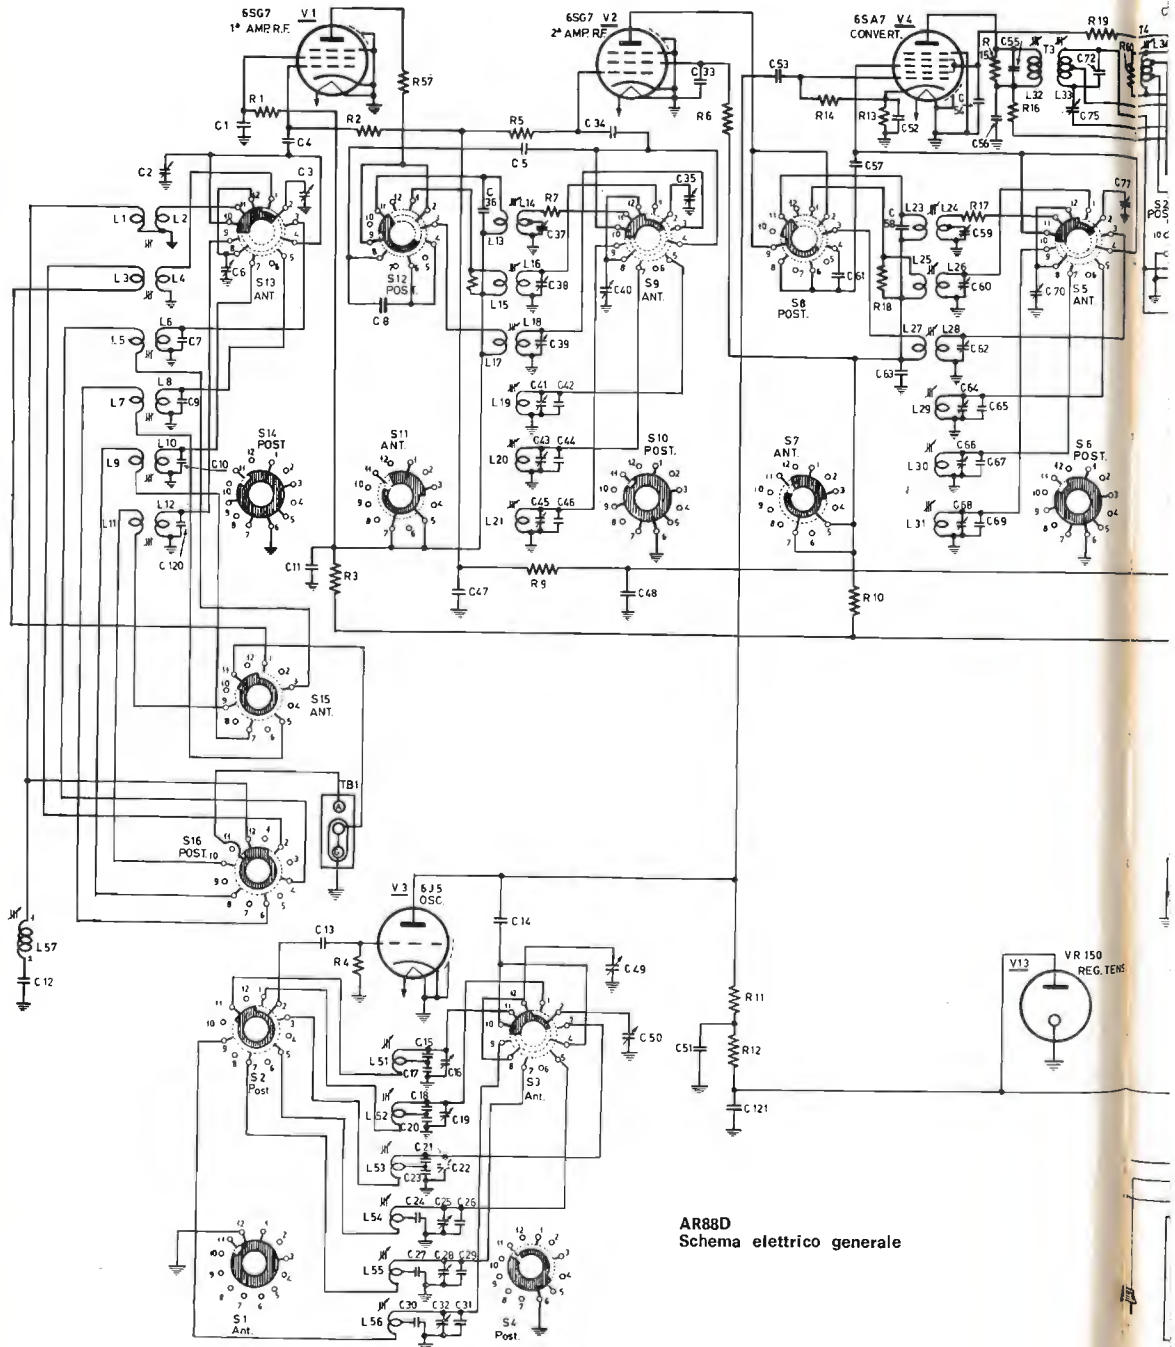 6SG7 V1
1ª AMP.R.F.
6SG7 V2
2ª AMP.RF.
6SA7 V4
CONVERT.
R19
T4
L34
R57
C33
C53
C55
T3
C72
R60
R1
R2
R5
C34
R6
R14
R13
C52
C54
L32
L33
R16
C75
C1
C4
C5
C56
C57
C2
C3
C35
C77
L1 L2
C36
L14
R7
C37
L13
C58
L23 L24
R17
C59
L3 L4
C6
S13
ANT.
S12
POST.
L16
C38
L15
C40
S9
ANT.
C61
S8
POST.
L25
L26
C60
R18
C70
S5
ANT.
L5
L6
C7
C8
L18
C39
L17
L27 L28
C62
C63
L7
L8
C9
L19
C41 C42
L29
C64
C65
L9
L10
C10
S14
POST
S11
ANT.
L20
C43 C44
S10
POST.
S7
ANT.
L30
C66
C67
S6
POST.
L11
L12
C120
L21
C45 C46
L31
C68
C69
C11
R3
C47
R9
C48
R10
S15
ANT.
TB1
A
G
S16
POST.
V3 6J5
OSC.
C14
C13
R4
C49
C50
L57
C12
V13
VR150
REG.TENS.
R11
C51
R12
C121
S2
Post
L51
C15
C16
C17
L52
C18
C19
C20
S3
Ant.
L53
C21
C22
C23
L54
C24 C25 C26
L55
C27 C28 C29
L56
C30 C32 C31
S1
Ant.
S4
Post.
AR88D
Schema elettrico generale